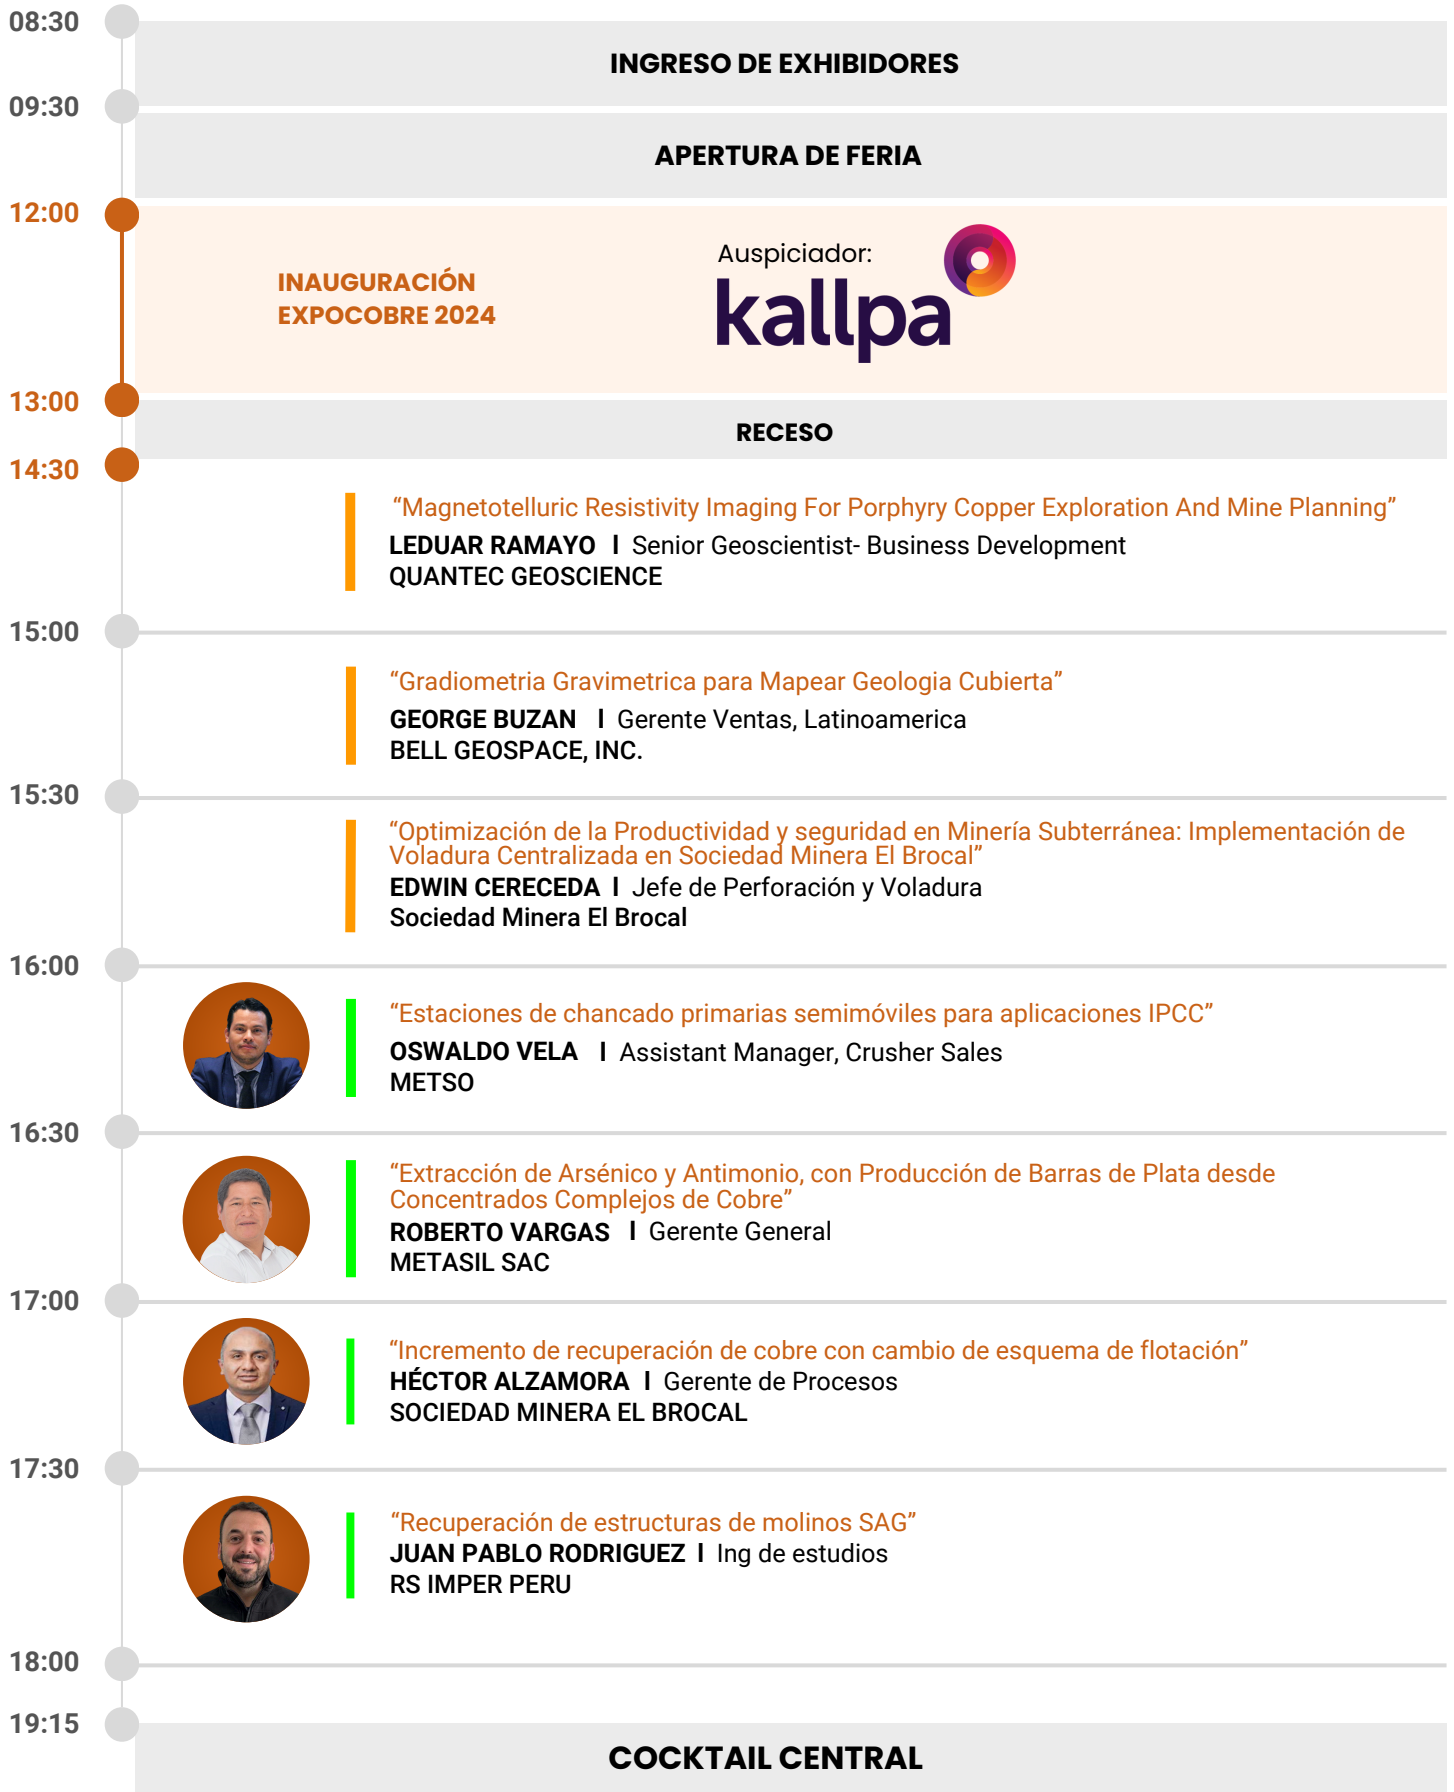 08:30
INGRESO DE EXHIBIDORES
09:30
APERTURA DE FERIA
12:00
INAUGURACIÓN
EXPOCOBRE 2024
Auspiciador:
kallpa
13:00
RECESO
14:30
“Magnetotelluric Resistivity Imaging For Porphyry Copper Exploration And Mine Planning”
LEDUAR RAMAYO l Senior Geoscientist- Business Development
QUANTEC GEOSCIENCE
15:00
“Gradiometria Gravimetrica para Mapear Geologia Cubierta”
GEORGE BUZAN l Gerente Ventas, Latinoamerica
BELL GEOSPACE, INC.
15:30
“Optimización de la Productividad y seguridad en Minería Subterránea: Implementación de
Voladura Centralizada en Sociedad Minera El Brocal”
EDWIN CERECEDA l Jefe de Perforación y Voladura
Sociedad Minera El Brocal
16:00
“Estaciones de chancado primarias semimóviles para aplicaciones IPCC”
OSWALDO VELA l Assistant Manager, Crusher Sales
METSO
16:30
“Extracción de Arsénico y Antimonio, con Producción de Barras de Plata desde
Concentrados Complejos de Cobre”
ROBERTO VARGAS l Gerente General
METASIL SAC
17:00
“Incremento de recuperación de cobre con cambio de esquema de flotación”
HÉCTOR ALZAMORA l Gerente de Procesos
SOCIEDAD MINERA EL BROCAL
17:30
“Recuperación de estructuras de molinos SAG”
JUAN PABLO RODRIGUEZ l Ing de estudios
RS IMPER PERU
18:00
19:15
COCKTAIL CENTRAL